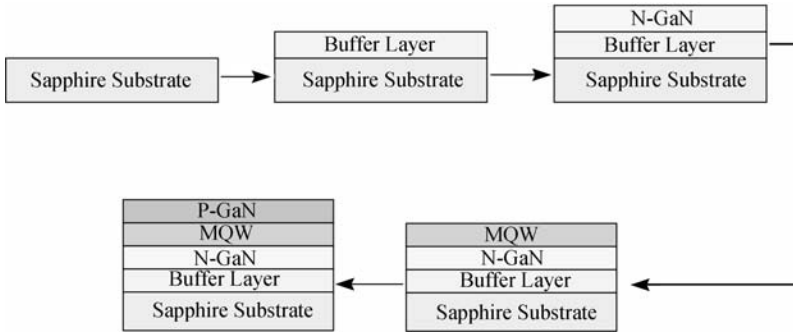 Sapphire Substrate
Buffer Layer
Sapphire Substrate
N-GaN
Buffer Layer
Sapphire Substrate
P-GaN
MQW
N-GaN
Buffer Layer
Sapphire Substrate
MQW
N-GaN
Buffer Layer
Sapphire Substrate